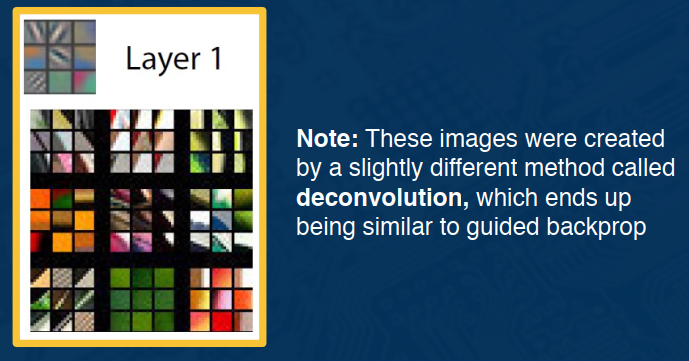 Layer 1
Note: These images were created
by a slightly different method called
deconvolution, which ends up
being similar to guided backprop